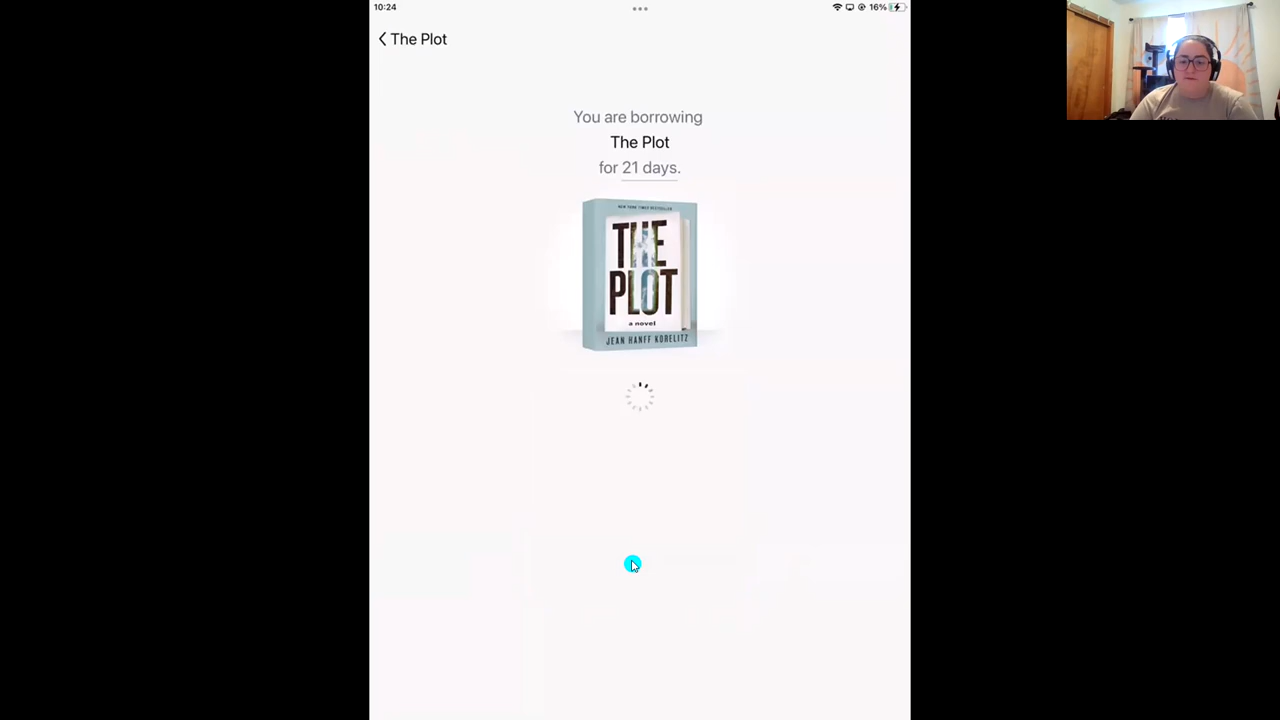 10:24
16%
The Plot
You are borrowing
The Plot
for 21 days.
NEW YORK TIMES BESTSELLER
THE
PLOT
a novel
JEAN HANFF KORELITZ